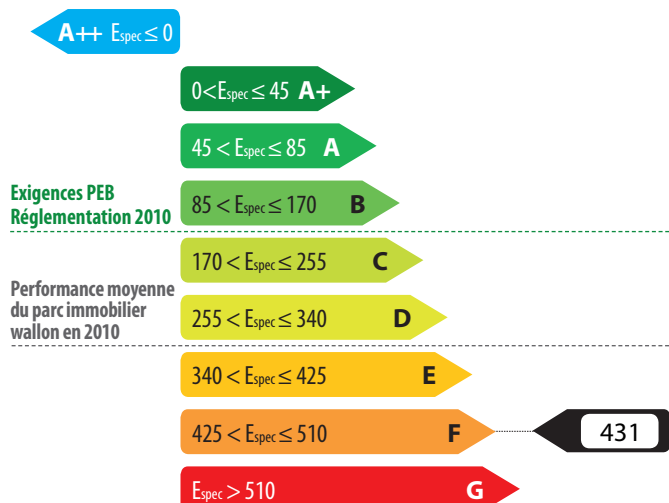 A++ Espec ≤ 0
0<Espec ≤ 45 A+
45 < Espec ≤ 85 A
Exigences PEB
Réglementation 2010
85 < Espec ≤ 170 B
170 < Espec ≤ 255 C
Performance moyenne
du parc immobilier
wallon en 2010
255 < Espec ≤ 340 D
340 < Espec ≤ 425 E
425 < Espec ≤ 510 F
431
Espec > 510 G